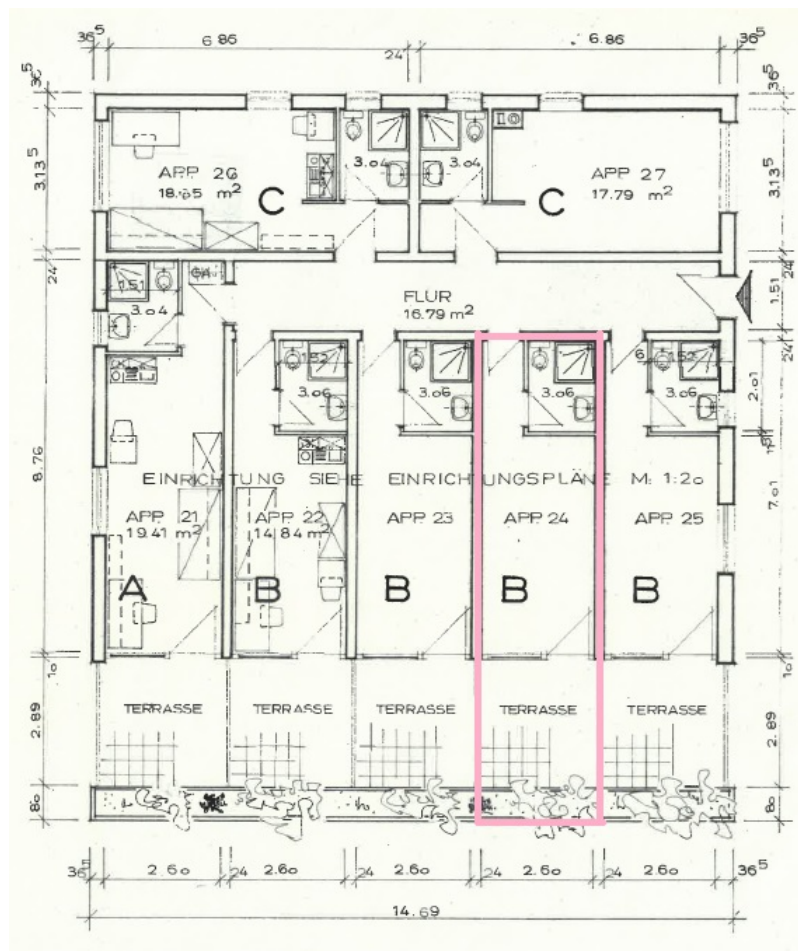 36⁵ 6.86 24 6.86 36⁵
36⁵ 36⁵
3.13⁵ 3.13⁵
APP. 26
3.04
3.04
APP. 27
17.79 m²
C
C
24 24
1.51
3.04
FLUR
16.79 m²
1.51
24
1.52
3.06
3.06
3.06
6 1.52
3.06
2.01
8.76
7.01
EINRICHTUNG SIEHE EINRICHTUNGSPLÄNE M: 1:20
APP. 21
19.41 m²
APP. 22
14.84 m²
APP. 23
APP. 24
APP. 25
A
B
B
B
B
10 10
TERRASSE TERRASSE TERRASSE TERRASSE TERRASSE
2.89 2.89
80 80
36⁵ 2.60 24 2.60 24 2.60 24 2.60 24 2.60 36⁵
14.69